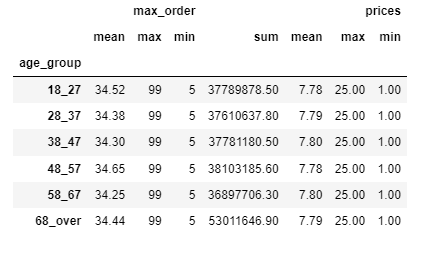 max_order prices
mean max min sum mean max min
age_group
18_27 34.52 99 5 37789878.50 7.78 25.00 1.00
28_37 34.38 99 5 37610637.80 7.79 25.00 1.00
38_47 34.30 99 5 37781180.50 7.80 25.00 1.00
48_57 34.65 99 5 38103185.60 7.78 25.00 1.00
58_67 34.25 99 5 36897706.30 7.80 25.00 1.00
68_over 34.44 99 5 53011646.90 7.79 25.00 1.00